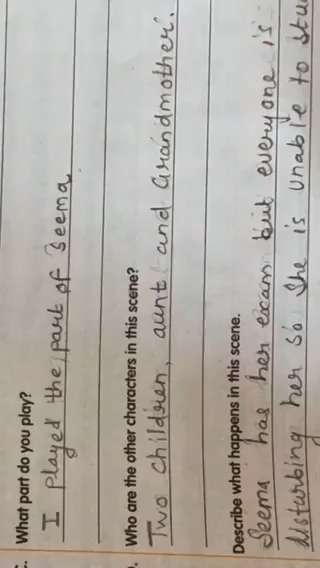 What part do you play?
I played the part of Seema
Who are the other characters in this scene?
Two children, aunt and Grandmother.
Describe what happens in this scene.
Seema has her exam but everyone is
disturbing her so She is unable to